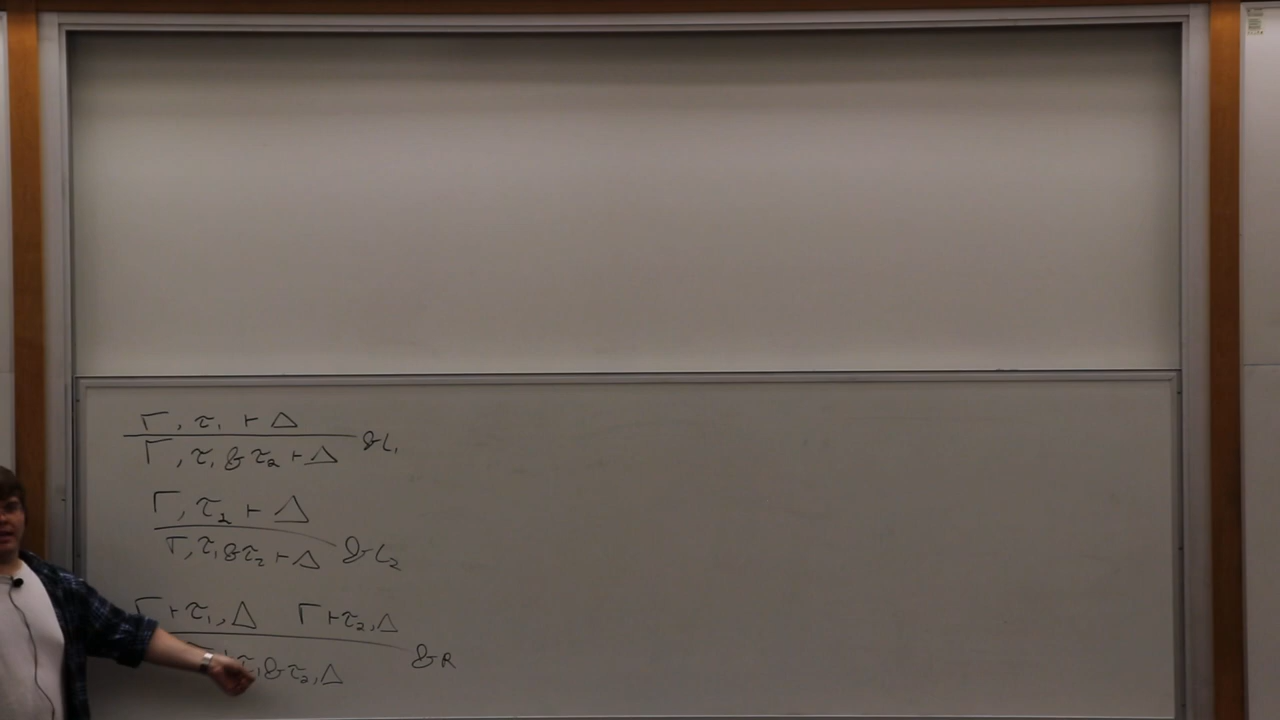 Γ, τ₁ ⊢ Δ
Γ, τ₁ & τ₂ ⊢ Δ &L₁
Γ, τ₂ ⊢ Δ
Γ, τ₁ & τ₂ ⊢ Δ &L₂
Γ ⊢ τ₁, Δ Γ ⊢ τ₂, Δ
⊢ τ₁ & τ₂, Δ &R